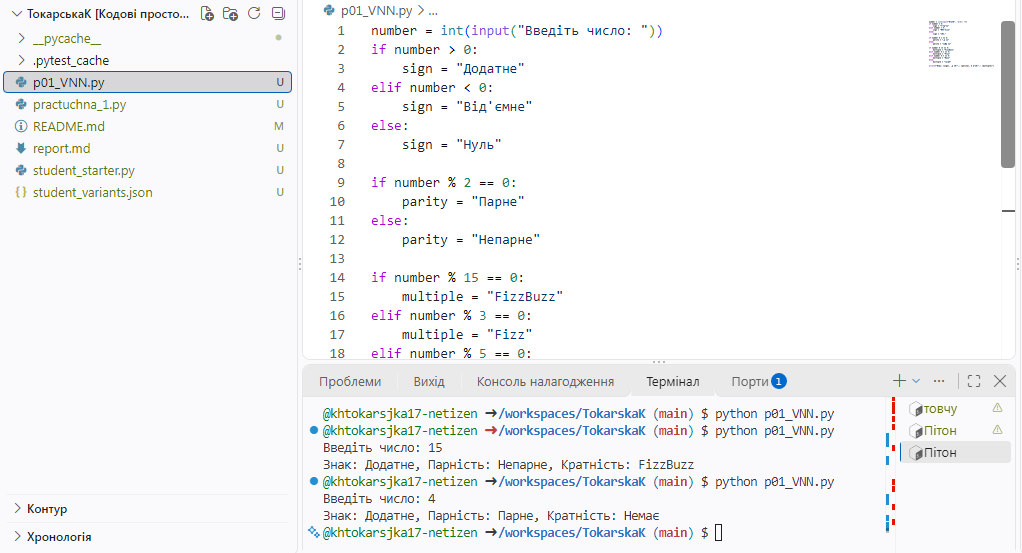 ТокарськаК [Кодові просто...
__pycache__
.pytest_cache
p01_VNN.py U
practuchna_1.py U
README.md M
report.md U
student_starter.py U
student_variants.json U
Контур
Хронологія
p01_VNN.py > ...
1 number = int(input("Введіть число: "))
2 if number > 0:
3 sign = "Додатне"
4 elif number < 0:
5 sign = "Від'ємне"
6 else:
7 sign = "Нуль"
8
9 if number % 2 == 0:
10 parity = "Парне"
11 else:
12 parity = "Непарне"
13
14 if number % 15 == 0:
15 multiple = "FizzBuzz"
16 elif number % 3 == 0:
17 multiple = "Fizz"
18 elif number % 5 == 0:
Проблеми Вихід Консоль налагодження Термінал Порти 1
@khtokarsjka17-netizen ➜/workspaces/TokarskaK (main) $ python p01_VNN.py
@khtokarsjka17-netizen ➜/workspaces/TokarskaK (main) $ python p01_VNN.py
Введіть число: 15
Знак: Додатне, Парність: Непарне, Кратність: FizzBuzz
@khtokarsjka17-netizen ➜/workspaces/TokarskaK (main) $ python p01_VNN.py
Введіть число: 4
Знак: Додатне, Парність: Парне, Кратність: Немає
@khtokarsjka17-netizen ➜/workspaces/TokarskaK (main) $
товчу
Пітон
Пітон